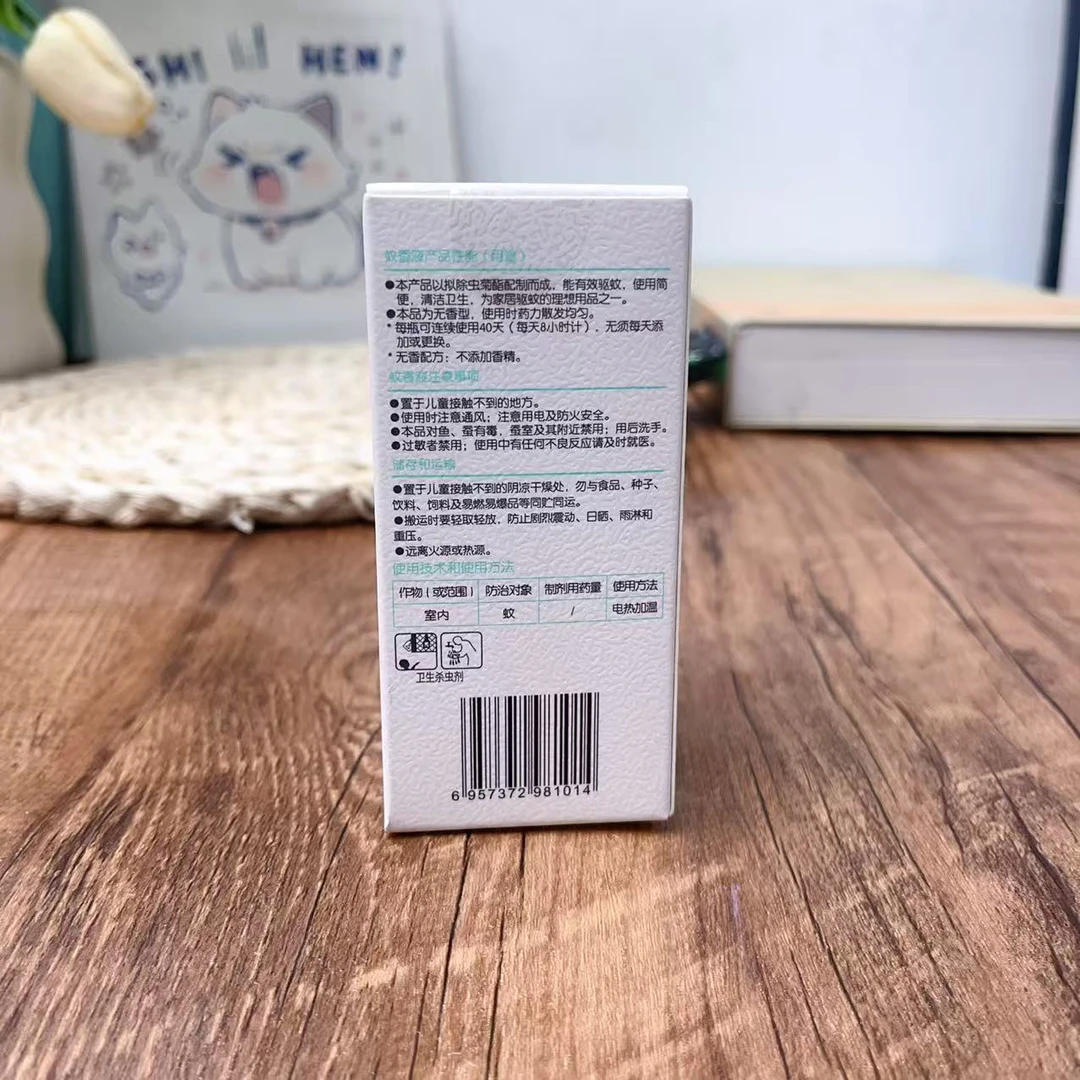 HEN!
蚊香液产品性能（用途）
●本产品以拟除虫菊酯配制而成，能有效驱蚊，使用简
便，清洁卫生，为家居驱蚊的理想用品之一。
●本品为无香型，使用时药力散发均匀。
*每瓶可连续使用40天（每天8小时计），无须每天添
加或更换。
*无香配方：不添加香精。
蚊香液注意事项
●置于儿童接触不到的地方。
●使用时注意通风；注意用电及防火安全。
●本品对鱼、蚕有毒，蚕室及其附近禁用；用后洗手。
●过敏者禁用；使用中有任何不良反应请及时就医。
储存和运输
●置于儿童接触不到的阴凉干燥处，勿与食品、种子、
饮料、饲料及易燃易爆品等同贮同运。
●搬运时要轻取轻放，防止剧烈震动、日晒、雨淋和
重压。
●远离火源或热源。
使用技术和使用方法
作物（或范围） 防治对象 制剂用药量 使用方法
室内 蚊 / 电热加温
卫生杀虫剂
6 957372 981014